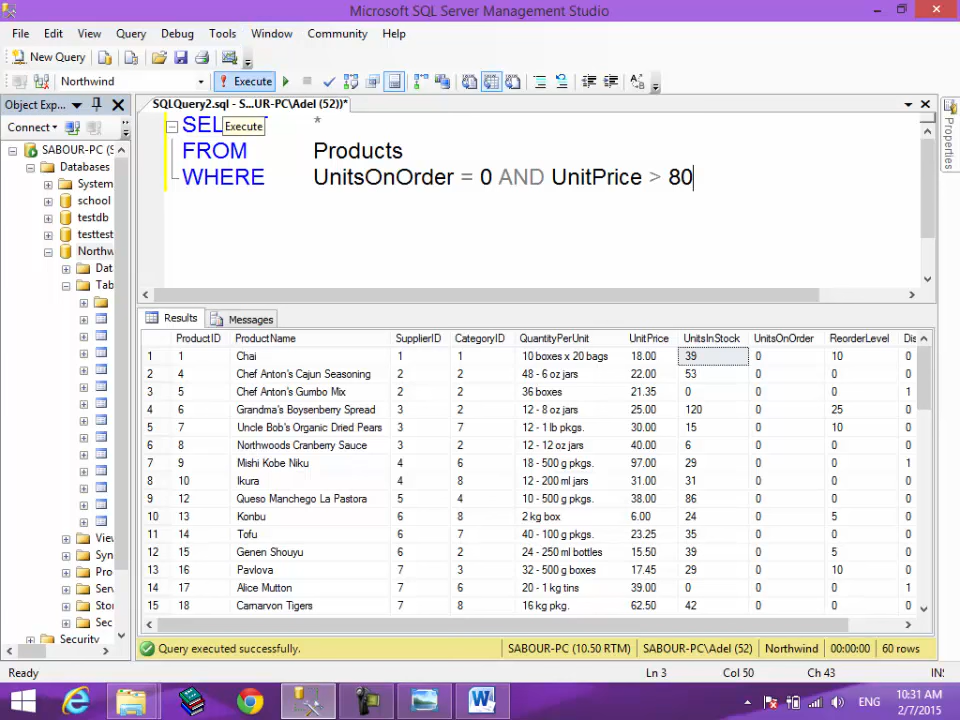 Microsoft SQL Server Management Studio
File Edit View Query Debug Tools Window Community Help
New Query
Northwind Execute
Object Exp...
SQLQuery2.sql - S...UR-PC\Adel (52))*
Connect
Execute
SELECT *
FROM Products
WHERE UnitsOnOrder = 0 AND UnitPrice > 80
Properties
SABOUR-PC (S
Databases
System
school
testdb
testtest
Northw
Dat
Tab
Viev
Syn
Pro
Serv
Stor
Sec
Security
Results Messages
ProductID ProductName SupplierID CategoryID QuantityPerUnit UnitPrice UnitsInStock UnitsOnOrder ReorderLevel Dis
1 1 Chai 1 1 10 boxes x 20 bags 18.00 39 0 10 0
2 4 Chef Anton's Cajun Seasoning 2 2 48 - 6 oz jars 22.00 53 0 0 0
3 5 Chef Anton's Gumbo Mix 2 2 36 boxes 21.35 0 0 0 1
4 6 Grandma's Boysenberry Spread 3 2 12 - 8 oz jars 25.00 120 0 25 0
5 7 Uncle Bob's Organic Dried Pears 3 7 12 - 1 lb pkgs. 30.00 15 0 10 0
6 8 Northwoods Cranberry Sauce 3 2 12 - 12 oz jars 40.00 6 0 0 0
7 9 Mishi Kobe Niku 4 6 18 - 500 g pkgs. 97.00 29 0 0 1
8 10 Ikura 4 8 12 - 200 ml jars 31.00 31 0 0 0
9 12 Queso Manchego La Pastora 5 4 10 - 500 g pkgs. 38.00 86 0 0 0
10 13 Konbu 6 8 2 kg box 6.00 24 0 5 0
11 14 Tofu 6 7 40 - 100 g pkgs. 23.25 35 0 0 0
12 15 Genen Shouyu 6 2 24 - 250 ml bottles 15.50 39 0 5 0
13 16 Pavlova 7 3 32 - 500 g boxes 17.45 29 0 10 0
14 17 Alice Mutton 7 6 20 - 1 kg tins 39.00 0 0 0 1
15 18 Carnarvon Tigers 7 8 16 kg pkg. 62.50 42 0 0 0
Query executed successfully. SABOUR-PC (10.50 RTM) SABOUR-PC\Adel (52) Northwind 00:00:00 60 rows
Ready Ln 3 Col 50 Ch 43 IN:
ENG 10:31 AM
2/7/2015